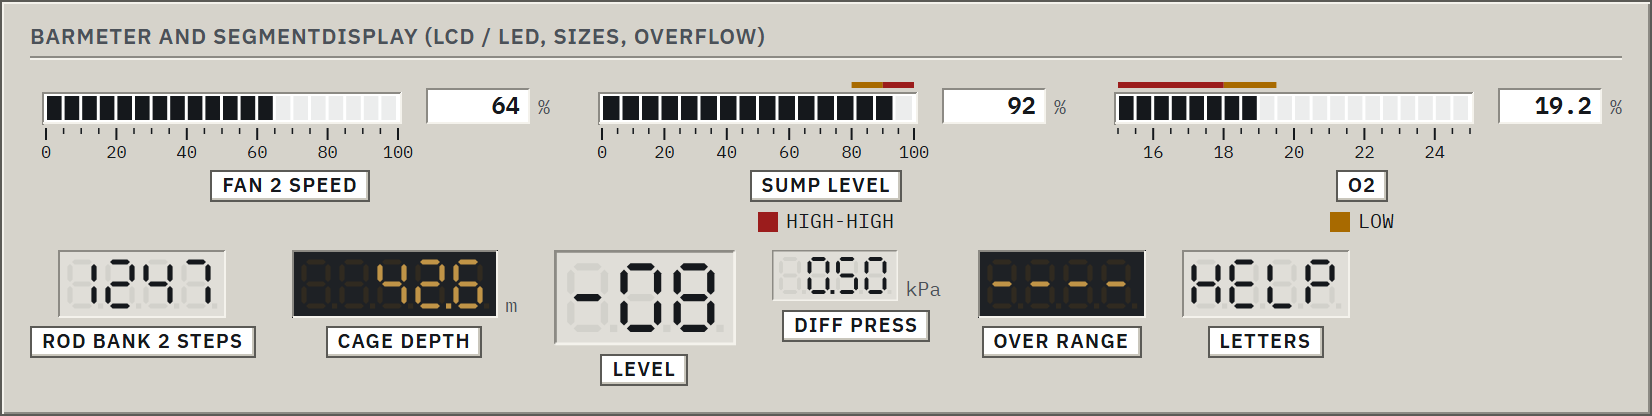 BARMETER AND SEGMENTDISPLAY (LCD / LED, SIZES, OVERFLOW)
64 %
92 %
19.2 %
0 20 40 60 80 100
0 20 40 60 80 100
16 18 20 22 24
FAN 2 SPEED
SUMP LEVEL
O2
HIGH-HIGH
LOW
1247
42.6 m
-08
0.50 kPa
----
HELP
ROD BANK 2 STEPS
CAGE DEPTH
LEVEL
DIFF PRESS
OVER RANGE
LETTERS